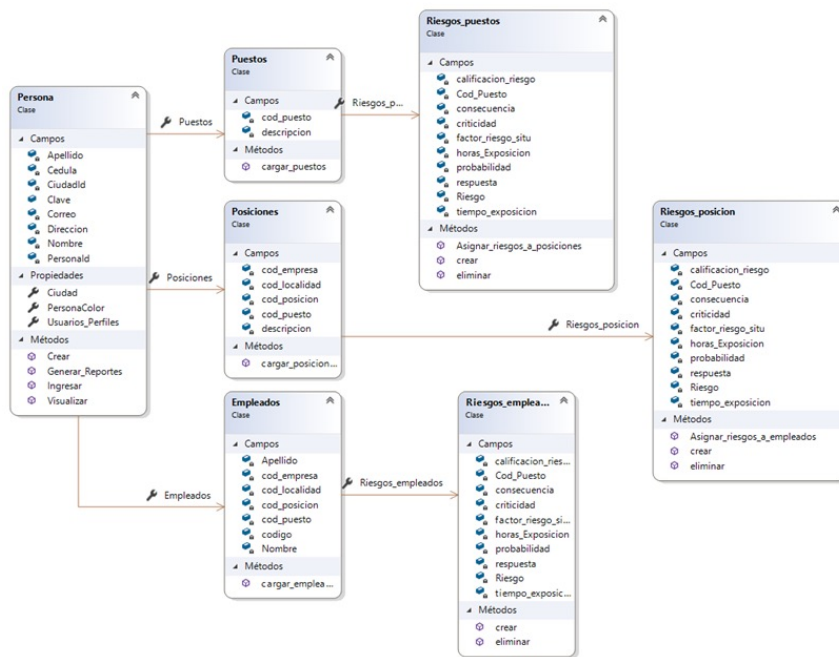 Persona
Clase
Campos
Apellido
Cedula
CiudadId
Clave
Correo
Direccion
Nombre
PersonaId
Propiedades
Ciudad
PersonaColor
Usuarios_Perfiles
Métodos
Crear
Generar_Reportes
Ingresar
Visualizar
Puestos
Posiciones
Empleados
Puestos
Clase
Campos
cod_puesto
descripcion
Métodos
cargar_puestos
Riesgos_p...
Posiciones
Clase
Campos
cod_empresa
cod_localidad
cod_posicion
cod_puesto
descripcion
Métodos
cargar_posicion...
Riesgos_posicion
Empleados
Clase
Campos
Apellido
cod_empresa
cod_localidad
cod_posicion
cod_puesto
codigo
Nombre
Métodos
cargar_emplea...
Riesgos_empleados
Riesgos_puestos
Clase
Campos
calificacion_riesgo
Cod_Puesto
consecuencia
criticidad
factor_riesgo_situ
horas_Exposicion
probabilidad
respuesta
Riesgo
tiempo_exposicion
Métodos
Asignar_riesgos_a_posiciones
crear
eliminar
Riesgos_emplea...
Clase
Campos
calificacion_ries...
Cod_Puesto
consecuencia
criticidad
factor_riesgo_si...
horas_Exposicion
probabilidad
respuesta
Riesgo
tiempo_exposic...
Métodos
crear
eliminar
Riesgos_posicion
Clase
Campos
calificacion_riesgo
Cod_Puesto
consecuencia
criticidad
factor_riesgo_situ
horas_Exposicion
probabilidad
respuesta
Riesgo
tiempo_exposicion
Métodos
Asignar_riesgos_a_empleados
crear
eliminar